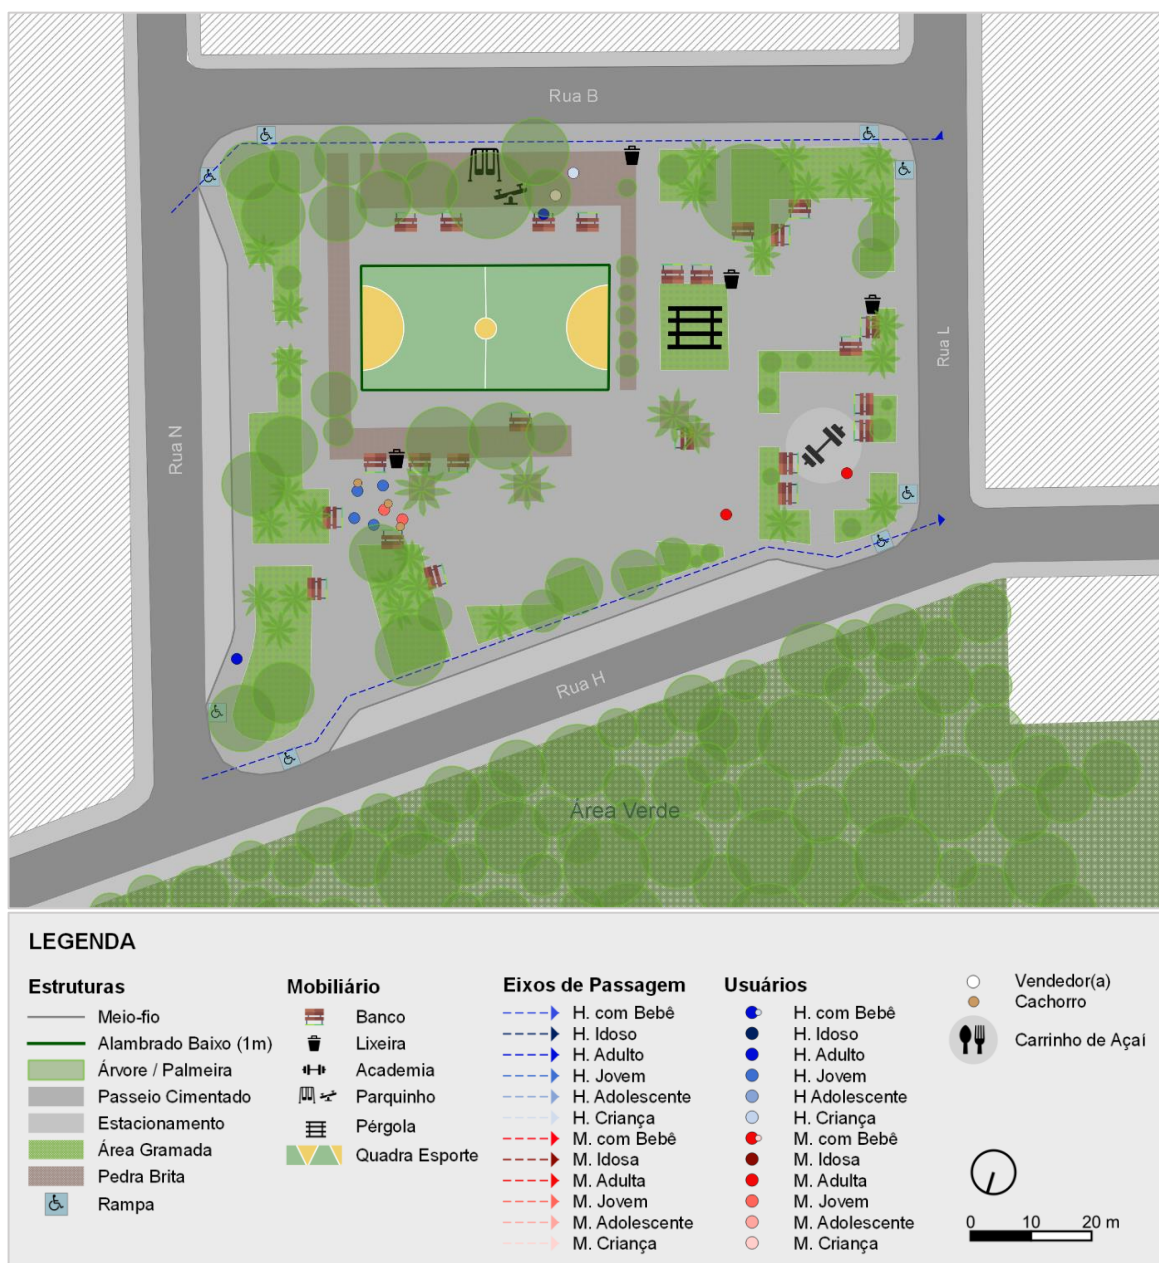 Rua B
Rua N
Rua L
Rua H
Área Verde
LEGENDA
Estruturas
Meio-fio
Alambrado Baixo (1m)
Árvore / Palmeira
Passeio Cimentado
Estacionamento
Área Gramada
Pedra Brita
Rampa
Mobiliário
Banco
Lixeira
Academia
Parquinho
Pérgola
Quadra Esporte
Eixos de Passagem
H. com Bebê
H. Idoso
H. Adulto
H. Jovem
H. Adolescente
H. Criança
M. com Bebê
M. Idosa
M. Adulta
M. Jovem
M. Adolescente
M. Criança
Usuários
H. com Bebê
H. Idoso
H. Adulto
H. Jovem
H Adolescente
H. Criança
M. com Bebê
M. Idosa
M. Adulta
M. Jovem
M. Adolescente
M. Criança
Vendedor(a)
Cachorro
Carrinho de Açaí
0 10 20 m